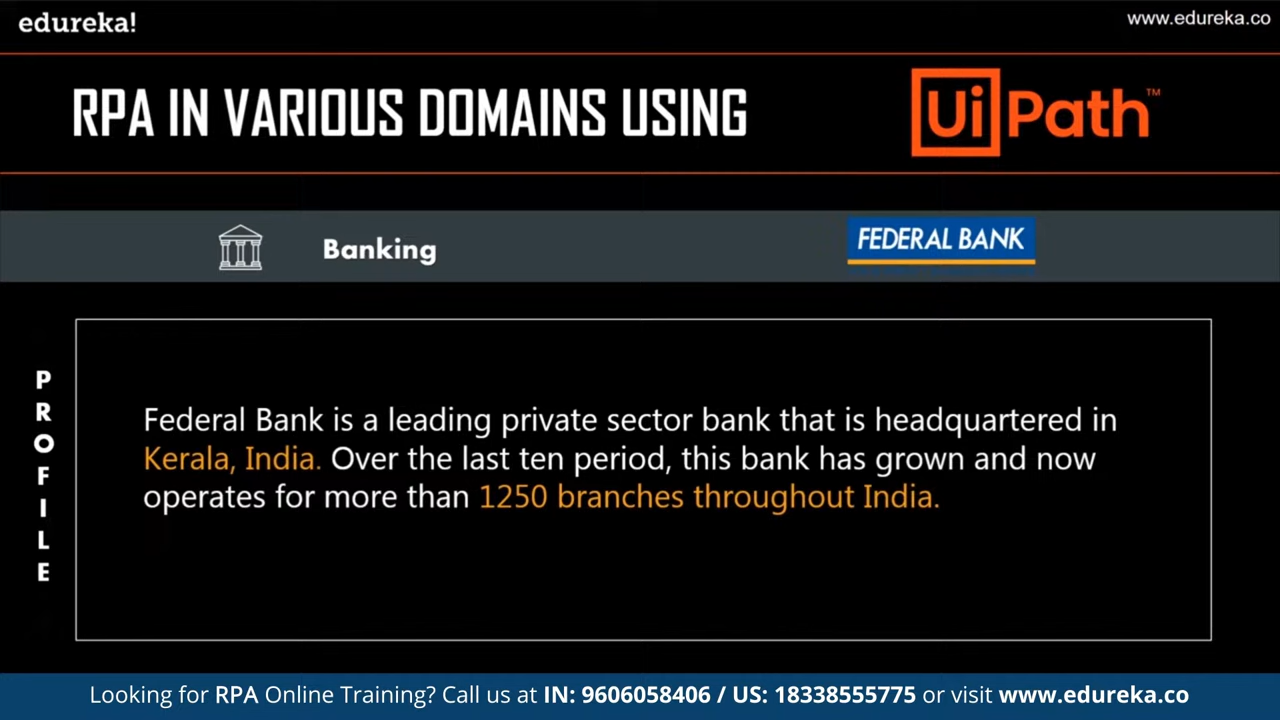 edureka!
www.edureka.co
RPA IN VARIOUS DOMAINS USING
UiPath™
Banking
FEDERAL BANK
PROFILE
Federal Bank is a leading private sector bank that is headquartered in
Kerala, India. Over the last ten period, this bank has grown and now
operates for more than 1250 branches throughout India.
Looking for RPA Online Training? Call us at IN: 9606058406 / US: 18338555775 or visit www.edureka.co